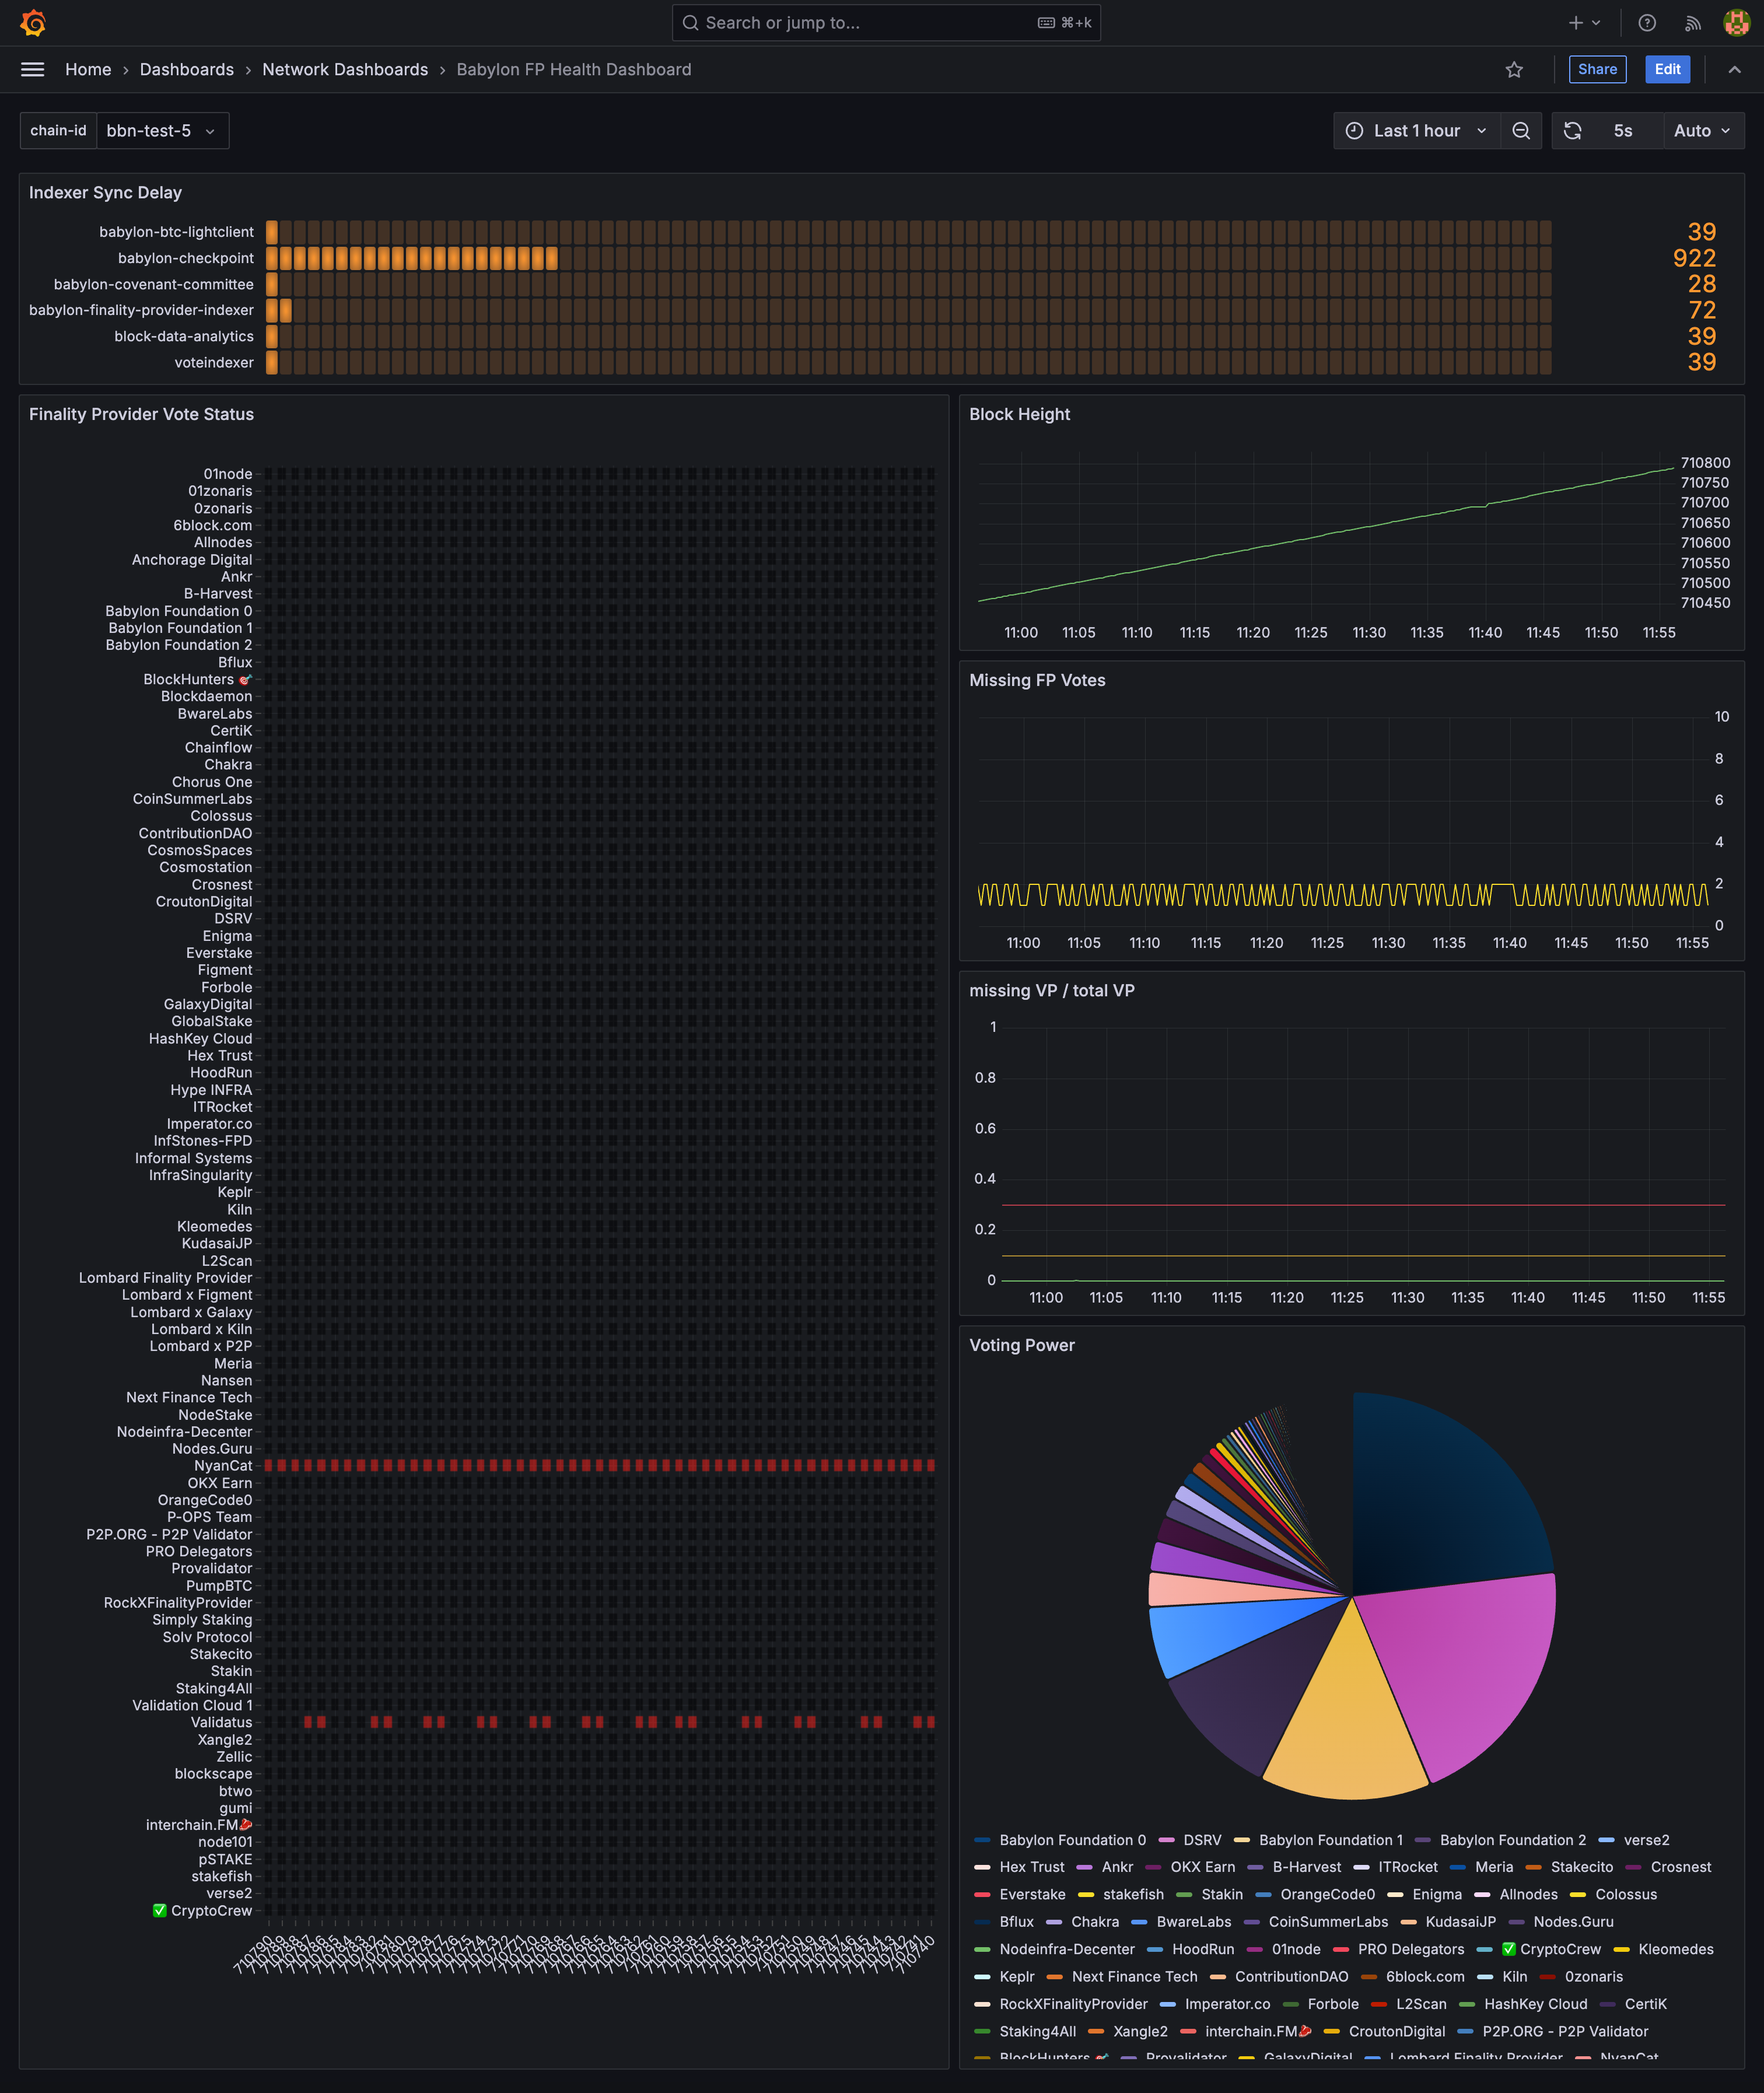 Search or jump to...
⌘+k
Home › Dashboards › Network Dashboards › Babylon FP Health Dashboard
Share
Edit
chain-id
bbn-test-5
Last 1 hour
5s
Auto
Indexer Sync Delay
babylon-btc-lightclient 39
babylon-checkpoint 922
babylon-covenant-committee 28
babylon-finality-provider-indexer 72
block-data-analytics 39
voteindexer 39
Finality Provider Vote Status
01node
01zonaris
0zonaris
6block.com
Allnodes
Anchorage Digital
Ankr
B-Harvest
Babylon Foundation 0
Babylon Foundation 1
Babylon Foundation 2
Bflux
BlockHunters 🎯
Blockdaemon
BwareLabs
CertiK
Chainflow
Chakra
Chorus One
CoinSummerLabs
Colossus
ContributionDAO
CosmosSpaces
Cosmostation
Crosnest
CroutonDigital
DSRV
Enigma
Everstake
Figment
Forbole
GalaxyDigital
GlobalStake
HashKey Cloud
Hex Trust
HoodRun
Hype INFRA
ITRocket
Imperator.co
InfStones-FPD
Informal Systems
InfraSingularity
Keplr
Kiln
Kleomedes
KudasaiJP
L2Scan
Lombard Finality Provider
Lombard x Figment
Lombard x Galaxy
Lombard x Kiln
Lombard x P2P
Meria
Nansen
Next Finance Tech
NodeStake
Nodeinfra-Decenter
Nodes.Guru
NyanCat
OKX Earn
OrangeCode0
P-OPS Team
P2P.ORG - P2P Validator
PRO Delegators
Provalidator
PumpBTC
RockXFinalityProvider
Simply Staking
Solv Protocol
Stakecito
Stakin
Staking4All
Validation Cloud 1
Validatus
Xangle2
Zellic
blockscape
btwo
gumi
interchain.FM🥩
node101
pSTAKE
stakefish
verse2
✅ CryptoCrew
Block Height
710800
710750
710700
710650
710600
710550
710500
710450
11:00 11:05 11:10 11:15 11:20 11:25 11:30 11:35 11:40 11:45 11:50 11:55
Missing FP Votes
10
8
6
4
2
0
11:00 11:05 11:10 11:15 11:20 11:25 11:30 11:35 11:40 11:45 11:50 11:55
missing VP / total VP
1
0.8
0.6
0.4
0.2
0
11:00 11:05 11:10 11:15 11:20 11:25 11:30 11:35 11:40 11:45 11:50 11:55
Voting Power
Babylon Foundation 0 DSRV Babylon Foundation 1 Babylon Foundation 2 verse2
Hex Trust Ankr OKX Earn B-Harvest ITRocket Meria Stakecito Crosnest
Everstake stakefish Stakin OrangeCode0 Enigma Allnodes Colossus
Bflux Chakra BwareLabs CoinSummerLabs KudasaiJP Nodes.Guru
Nodeinfra-Decenter HoodRun 01node PRO Delegators ✅ CryptoCrew Kleomedes
Keplr Next Finance Tech ContributionDAO 6block.com Kiln 0zonaris
RockXFinalityProvider Imperator.co Forbole L2Scan HashKey Cloud CertiK
Staking4All Xangle2 interchain.FM🥩 CroutonDigital P2P.ORG - P2P Validator
BlockHunters 🎯 Provalidator GalaxyDigital Lombard Finality Provider NyanCat